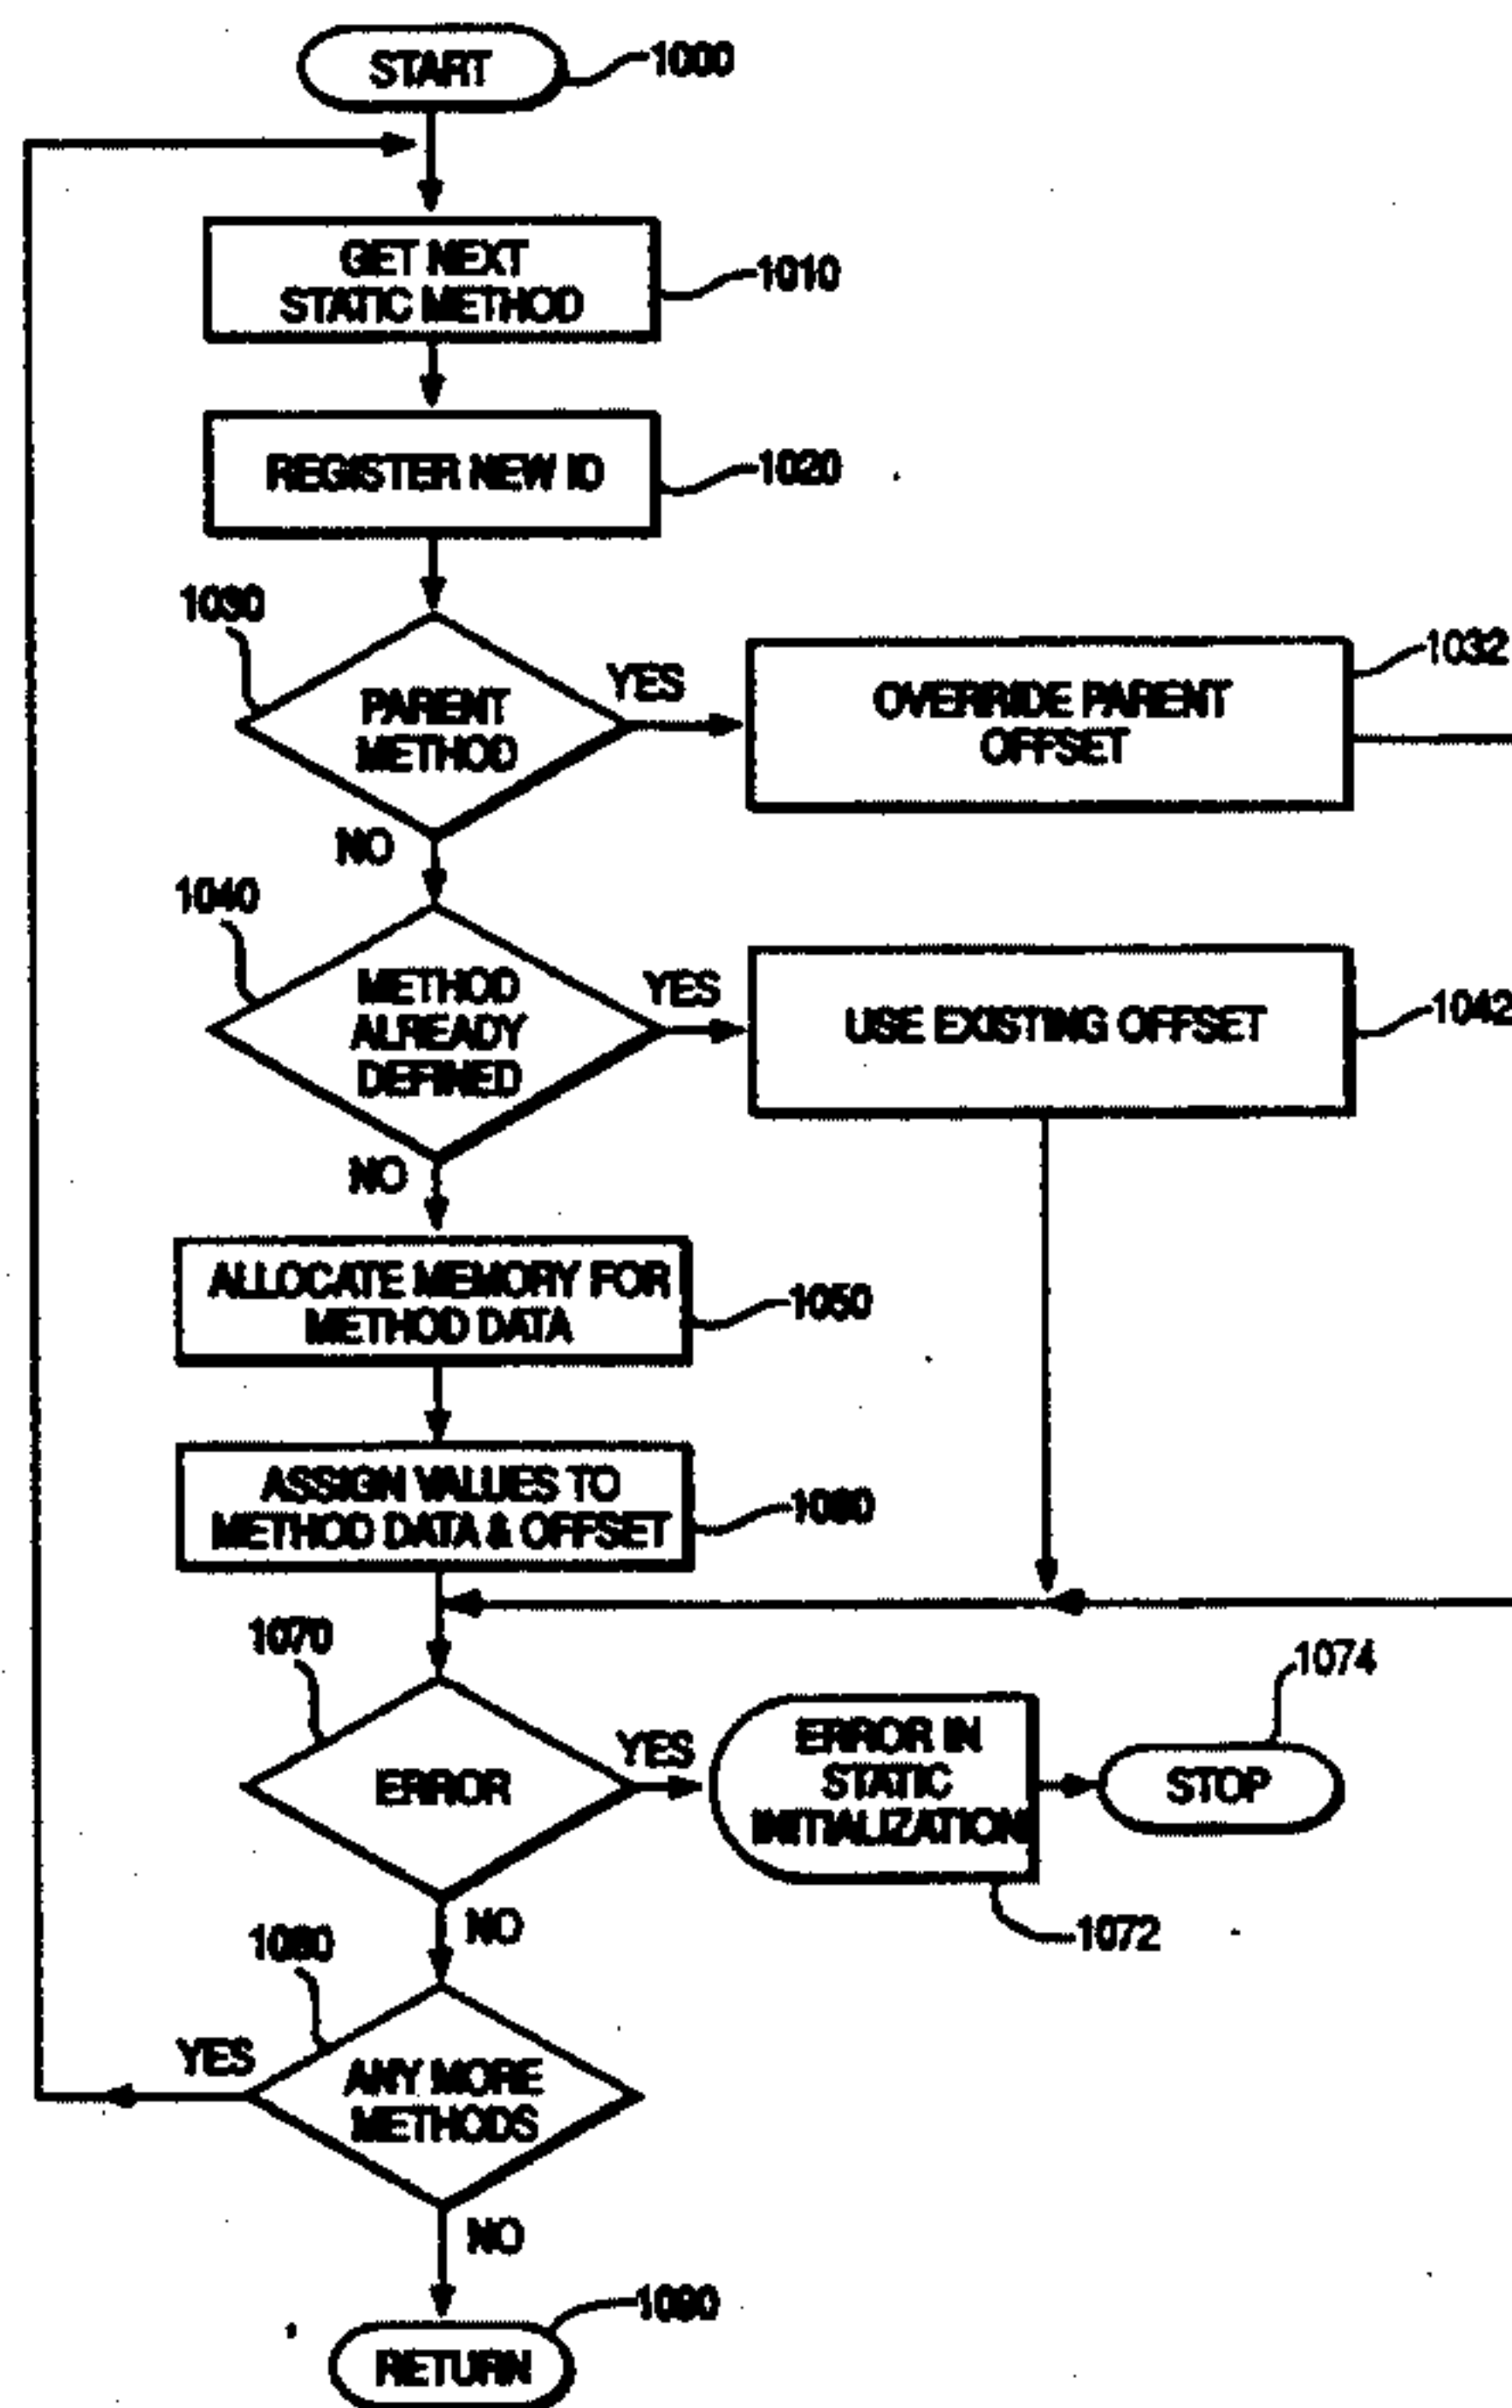 START
1000
GET NEXT
STATIC METHOD
1010
REGISTER NEW ID
1020
1030
PARENT
METHOD
YES
OVERRIDE PARENT
OFFSET
1032
NO
1040
METHOD
ALREADY
DEFINED
YES
USE EXISTING OFFSET
1042
NO
ALLOCATE MEMORY FOR
METHOD DATA
1050
ASSIGN VALUES TO
METHOD DATA & OFFSET
1060
1070
ERROR
YES
ERROR IN
STATIC
INITIALIZATION
1072
STOP
1074
NO
1080
YES
ANY MORE
METHODS
NO
1090
RETURN